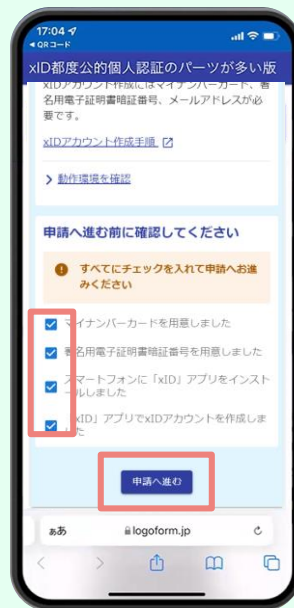 17:04
◀ QRコード
xID都度公的個人認証のパーツが多い版
xIDアカウント作成にはマイナンバーカード、署
名用電子証明書暗証番号、メールアドレスが必
要です。
xIDアカウント作成手順
動作環境を確認
申請へ進む前に確認してください
すべてにチェックを入れて申請へお進
みください
マイナンバーカードを用意しました
署名用電子証明書暗証番号を用意しました
スマートフォンに「xID」アプリをインスト
ールしました
「xID」アプリでxIDアカウントを作成しま
した
申請へ進む
ああ
logoform.jp